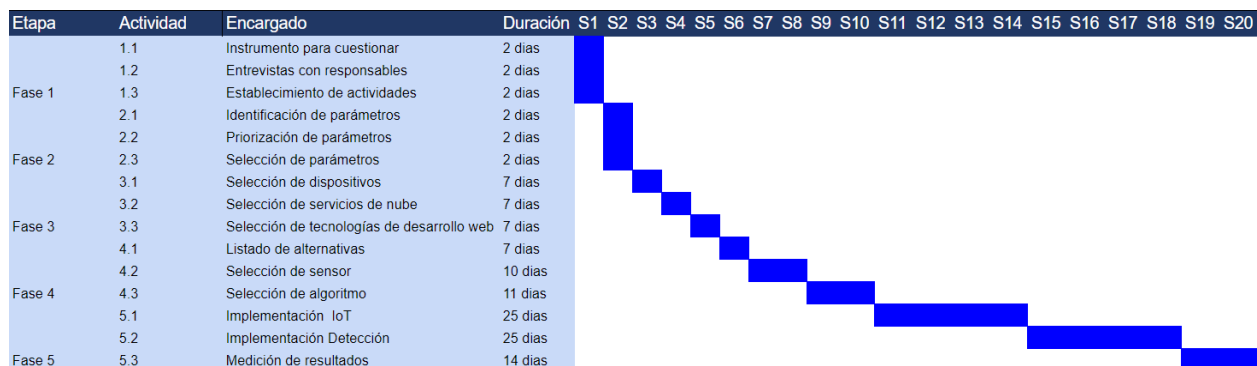 Etapa Actividad Encargado Duración S1 S2 S3 S4 S5 S6 S7 S8 S9 S10 S11 S12 S13 S14 S15 S16 S17 S18 S19 S20
1.1 Instrumento para cuestionar 2 dias
1.2 Entrevistas con responsables 2 dias
Fase 1 1.3 Establecimiento de actividades 2 dias
2.1 Identificación de parámetros 2 dias
2.2 Priorización de parámetros 2 dias
Fase 2 2.3 Selección de parámetros 2 dias
3.1 Selección de dispositivos 7 dias
3.2 Selección de servicios de nube 7 dias
Fase 3 3.3 Selección de tecnologías de desarrollo web 7 dias
4.1 Listado de alternativas 7 dias
4.2 Selección de sensor 10 dias
Fase 4 4.3 Selección de algoritmo 11 dias
5.1 Implementación IoT 25 dias
5.2 Implementación Detección 25 dias
Fase 5 5.3 Medición de resultados 14 dias